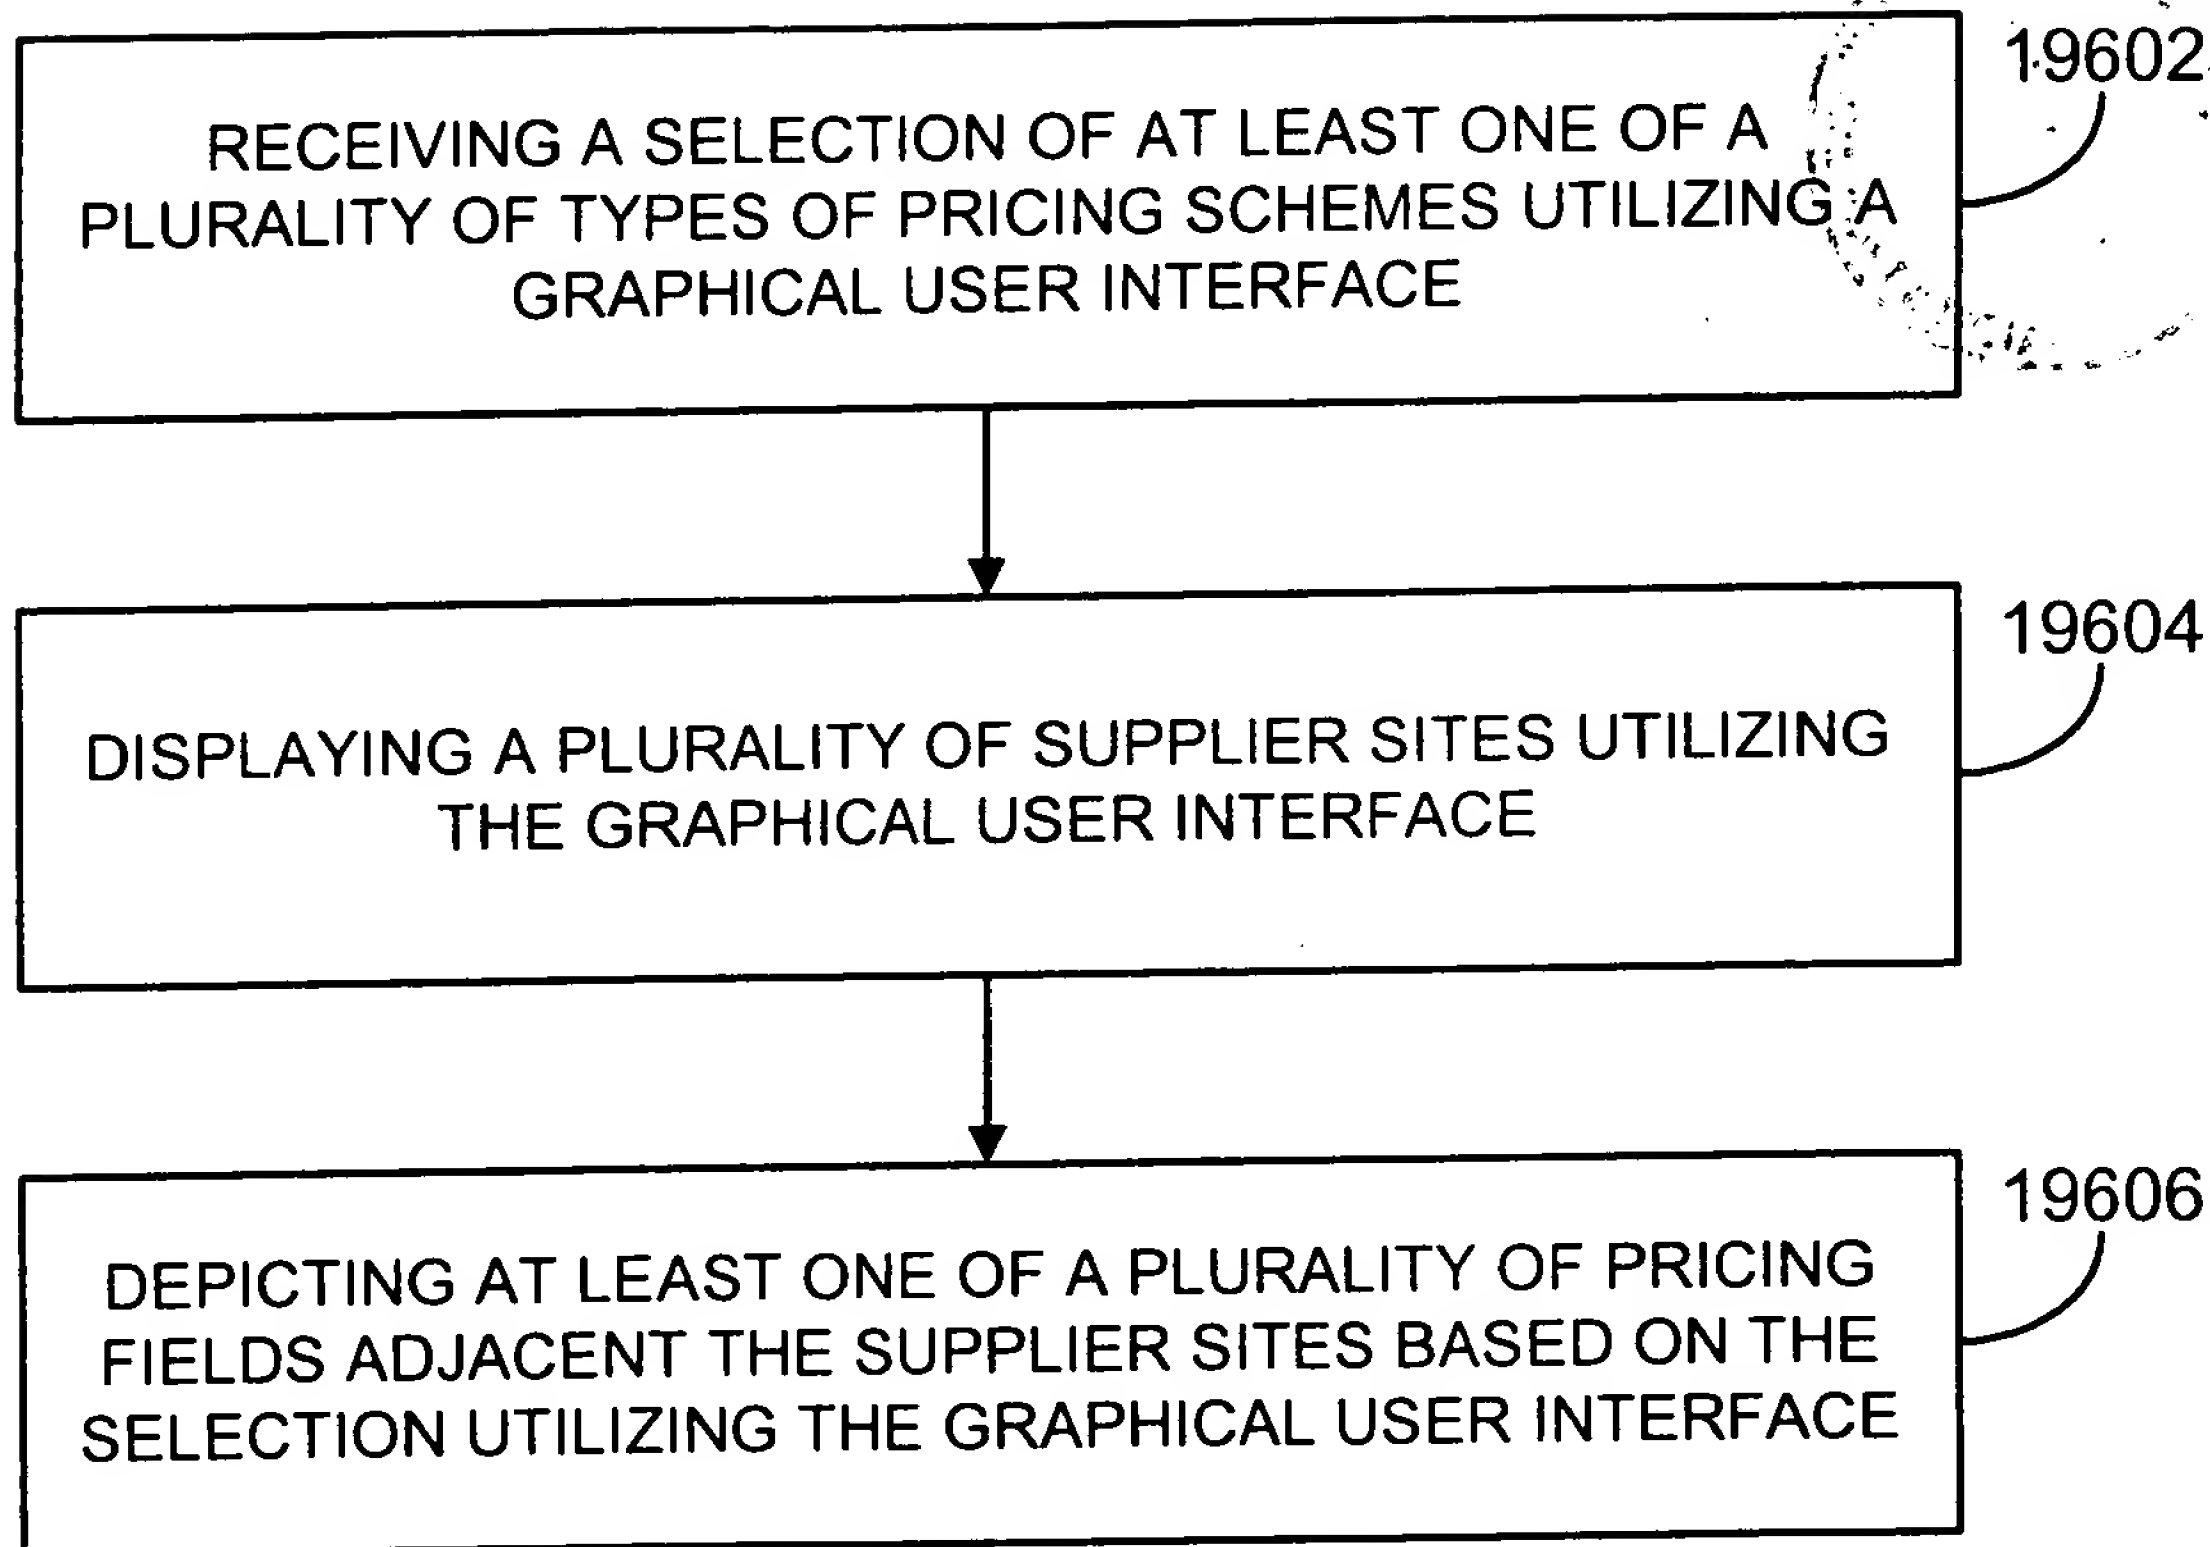 19602
RECEIVING A SELECTION OF AT LEAST ONE OF A
PLURALITY OF TYPES OF PRICING SCHEMES UTILIZING A
GRAPHICAL USER INTERFACE
19604
DISPLAYING A PLURALITY OF SUPPLIER SITES UTILIZING
THE GRAPHICAL USER INTERFACE
19606
DEPICTING AT LEAST ONE OF A PLURALITY OF PRICING
FIELDS ADJACENT THE SUPPLIER SITES BASED ON THE
SELECTION UTILIZING THE GRAPHICAL USER INTERFACE